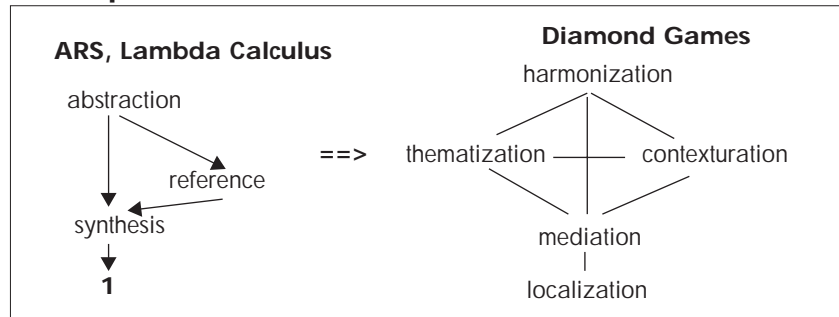 ARS, Lambda Calculus
abstraction
reference
synthesis
1
==>
Diamond Games
harmonization
thematization
contexturation
mediation
localization